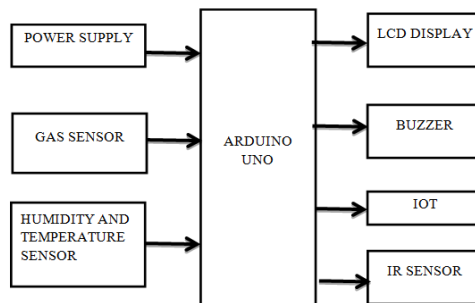 POWER SUPPLY
GAS SENSOR
HUMIDITY AND
TEMPERATURE
SENSOR
ARDUINO
UNO
LCD DISPLAY
BUZZER
IOT
IR SENSOR